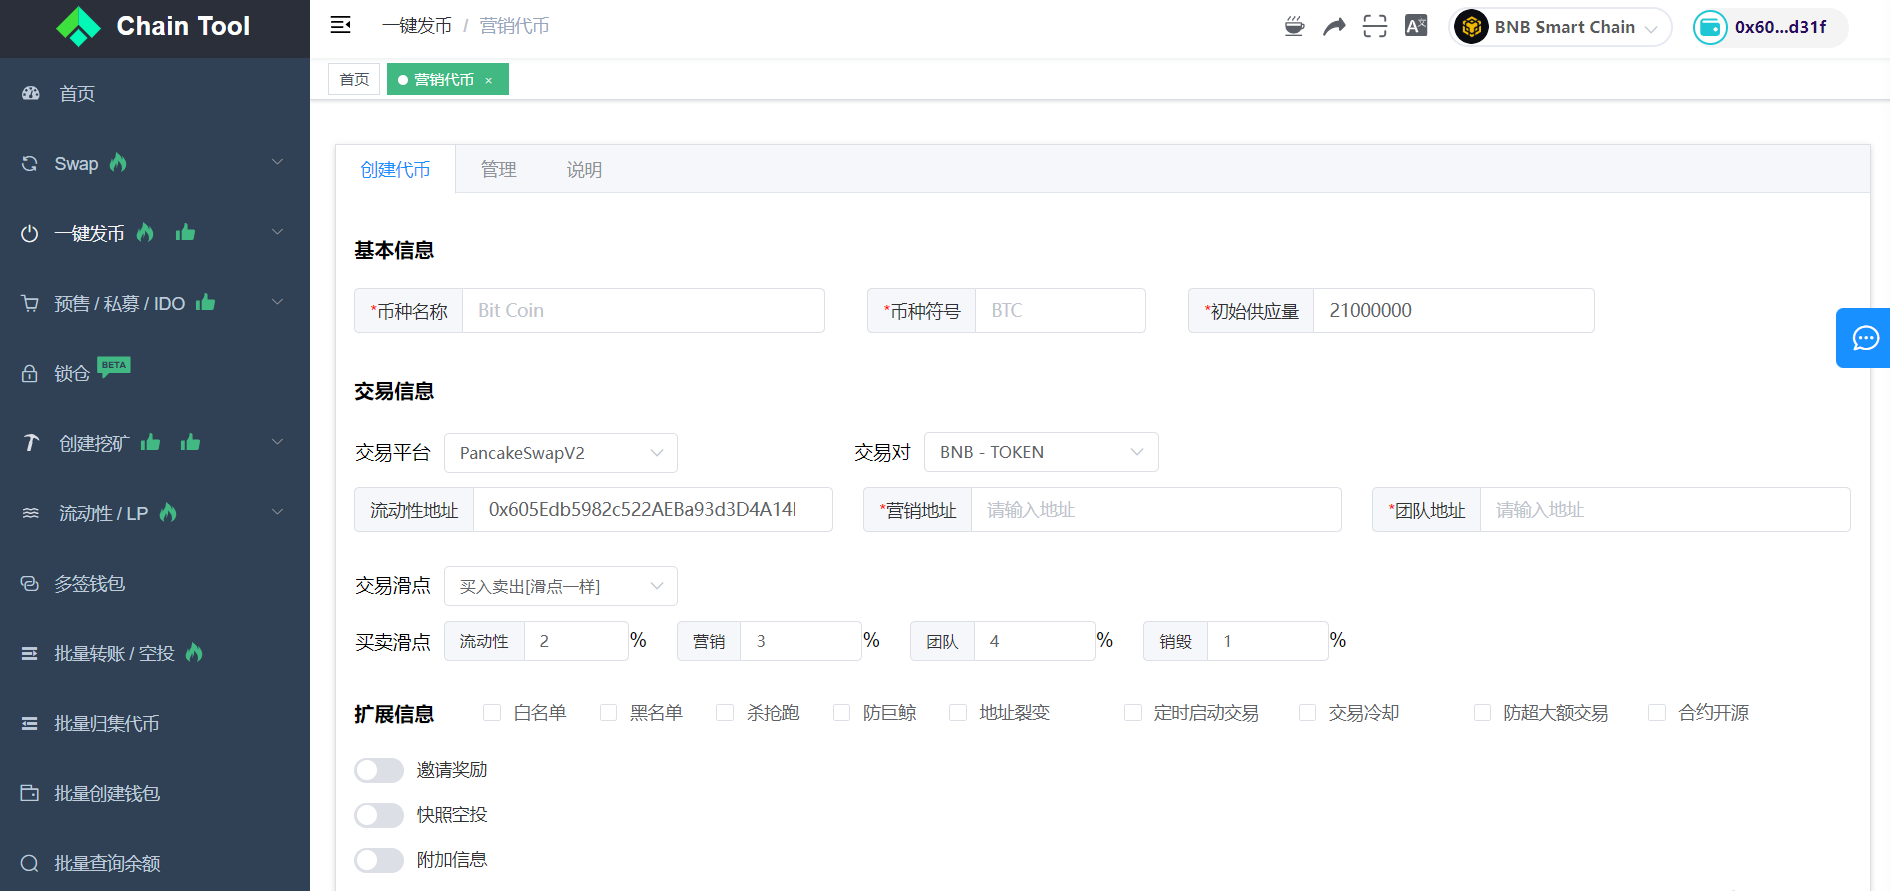 Chain Tool
一键发币 / 营销代币
BNB Smart Chain
0x60...d31f
首页
营销代币 ×
首页
Swap
一键发币
预售 / 私募 / IDO
锁仓 BETA
创建挖矿
流动性 / LP
多签钱包
批量转账 / 空投
批量归集代币
批量创建钱包
批量查询余额
创建代币 管理 说明
基本信息
*币种名称 Bit Coin *币种符号 BTC *初始供应量 21000000
交易信息
交易平台 PancakeSwapV2 交易对 BNB - TOKEN
流动性地址 0x605Edb5982c522AEBa93d3D4A14 *营销地址 请输入地址 *团队地址 请输入地址
交易滑点 买入卖出[滑点一样]
买卖滑点 流动性 2 % 营销 3 % 团队 4 % 销毁 1 %
扩展信息 白名单 黑名单 杀抢跑 防巨鲸 地址裂变 定时启动交易 交易冷却 防超大额交易 合约开源
邀请奖励
快照空投
附加信息